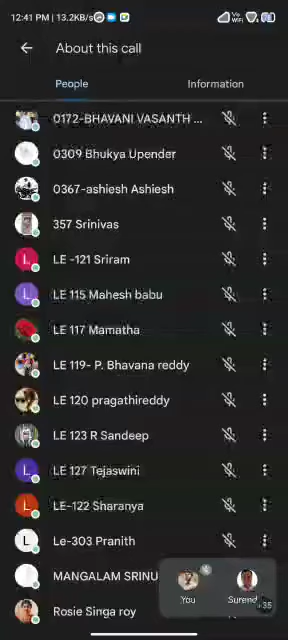 12:41 PM | 13.2KB/s
Vo
WiFi
About this call
People
Information
0172-BHAVANI VASANTH ...
0309 Bhukya Upender
0367-ashiesh Ashiesh
357 Srinivas
L LE -121 Sriram
L LE 115 Mahesh babu
LE 117 Mamatha
LE 119- P. Bhavana reddy
LE 120 pragathireddy
LE 123 R Sandeep
L LE 127 Tejaswini
L LE-122 Sharanya
L Le-303 Pranith
MANGALAM SRINU
You
Surend
+35
Rosie Singa roy